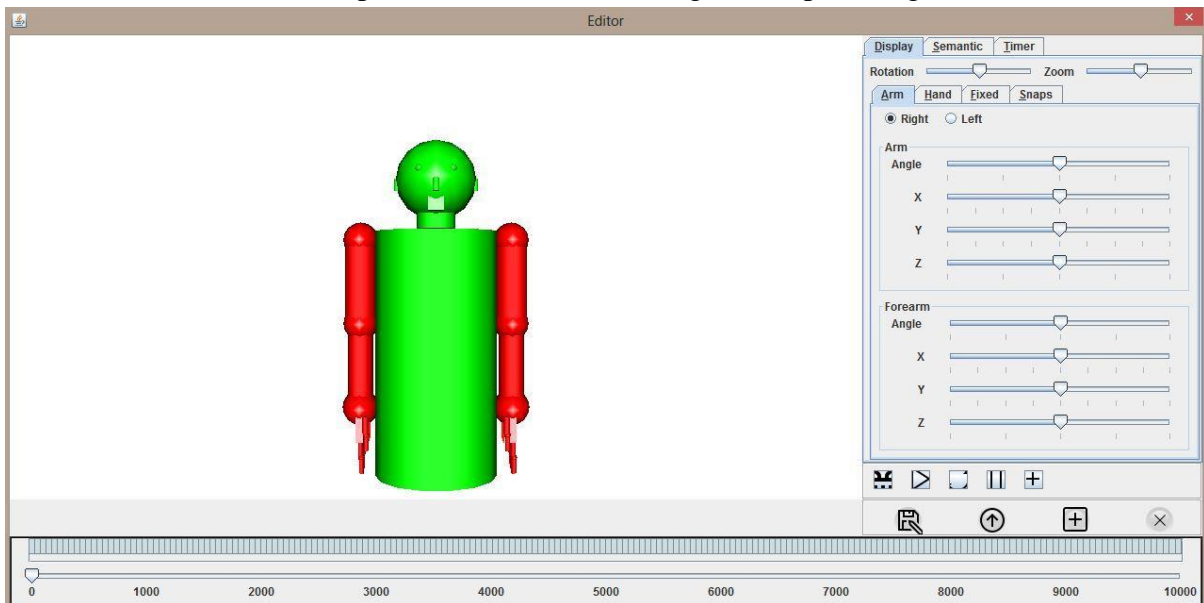 Editor
Display Semantic Timer
Rotation Zoom
Arm Hand Fixed Snaps
Right Left
Arm
Angle
X
Y
Z
Forearm
Angle
X
Y
Z
0 1000 2000 3000 4000 5000 6000 7000 8000 9000 10000